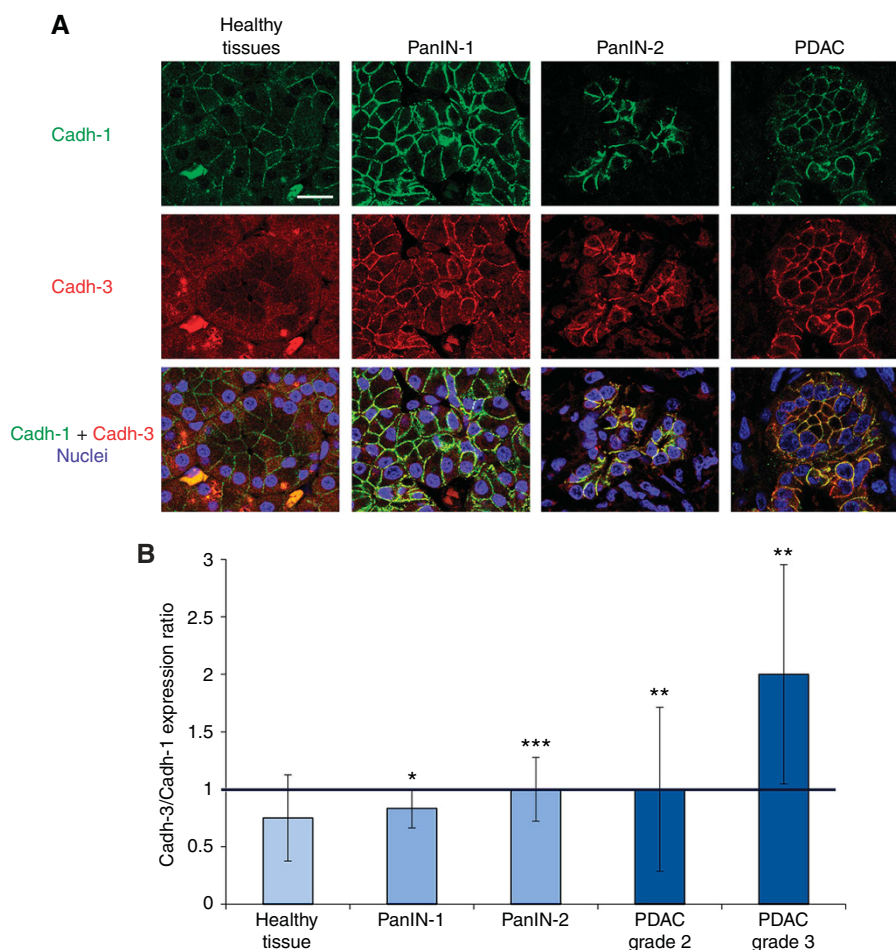 A
Healthy
tissues
PanIN-1
PanIN-2
PDAC
Cadh-1
Cadh-3
Cadh-1 + Cadh-3
Nuclei
B
Cadh-3/Cadh-1 expression ratio
3
2.5
2
1.5
1
0.5
0
*
***
**
**
Healthy
tissue
PanIN-1
PanIN-2
PDAC
grade 2
PDAC
grade 3